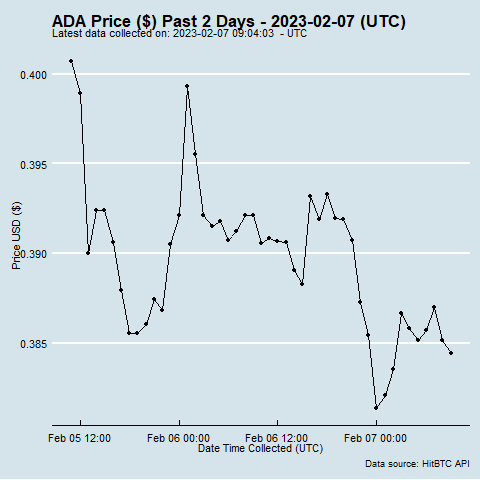 ADA Price ($) Past 2 Days - 2023-02-07 (UTC)
Latest data collected on: 2023-02-07 09:04:03 - UTC
0.400
0.395
0.390
0.385
Price USD ($)
Feb 05 12:00
Feb 06 00:00
Feb 06 12:00
Feb 07 00:00
Date Time Collected (UTC)
Data source: HitBTC API